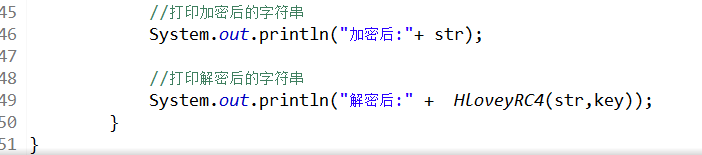 45 //打印加密后的字符串
46 System.out.println("加密后:"+ str);
47
48 //打印解密后的字符串
49 System.out.println("解密后:" +  HloveyRC4(str,key));
50 }
51 }